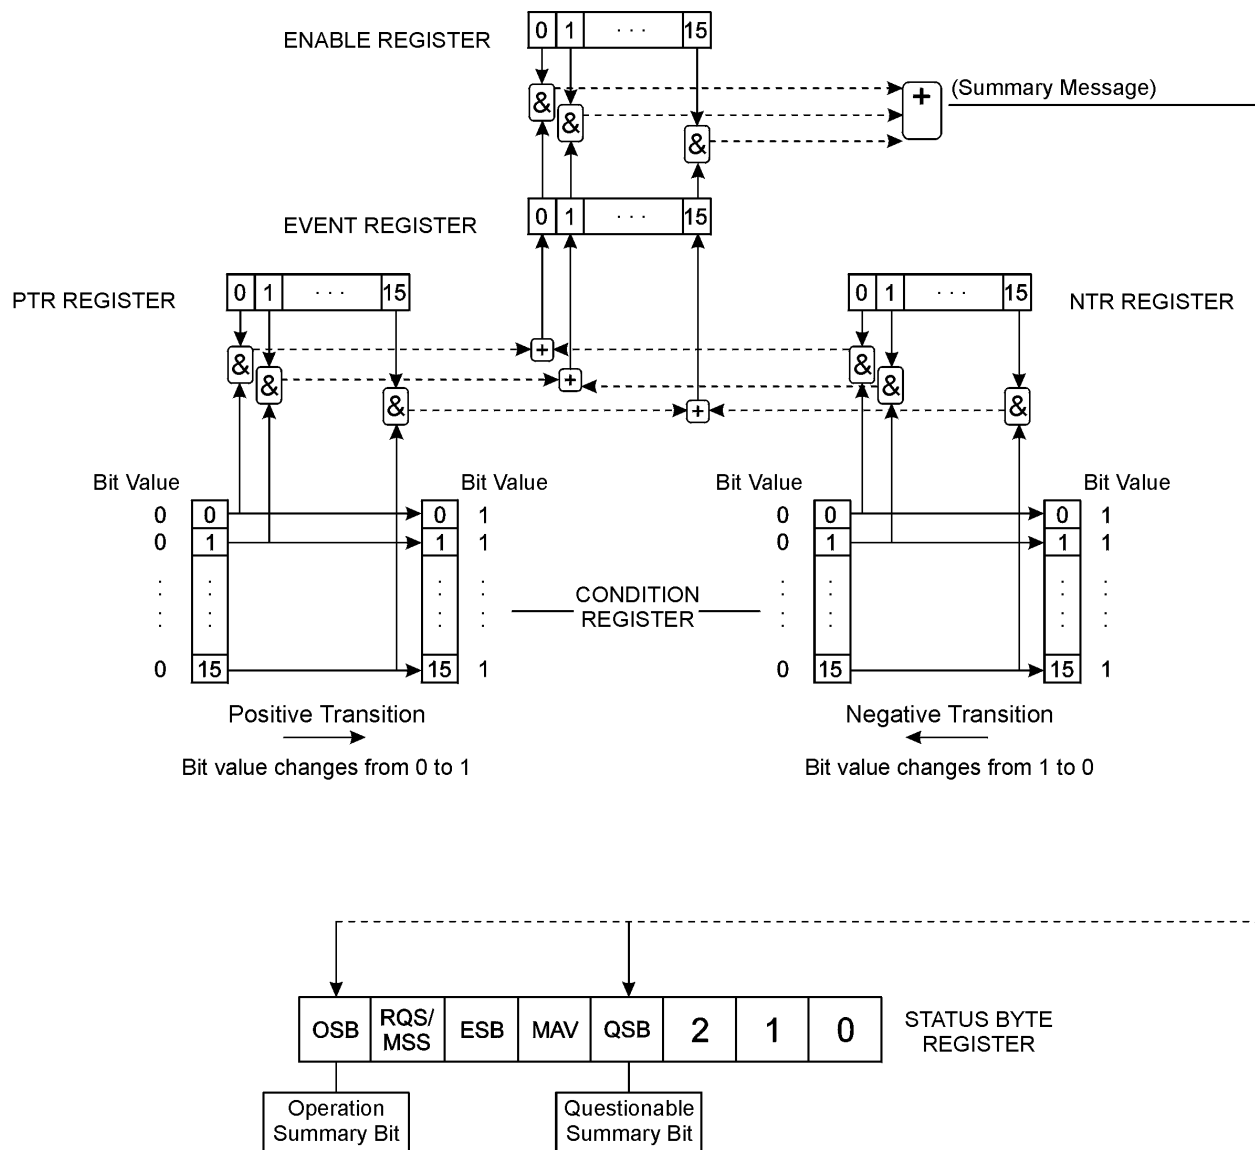 ENABLE REGISTER
0 1 · · · 15
& & &
+
(Summary Message)
EVENT REGISTER
0 1 · · · 15
PTR REGISTER
0 1 · · · 15
0 1 · · · 15
NTR REGISTER
& & &
+ + +
& & &
Bit Value
Bit Value
Bit Value
Bit Value
0 0 0 1 0 0 0 1
0 1 1 1 0 1 1 1
· · · · · · · ·
· · · · · · · ·
· · · · · · · ·
· · · · · · · ·
CONDITION
REGISTER
0 15 15 1 0 15 15 1
Positive Transition
Negative Transition
Bit value changes from 0 to 1
Bit value changes from 1 to 0
OSB
RQS/
MSS
ESB
MAV
QSB
2
1
0
STATUS BYTE
REGISTER
Operation
Summary Bit
Questionable
Summary Bit